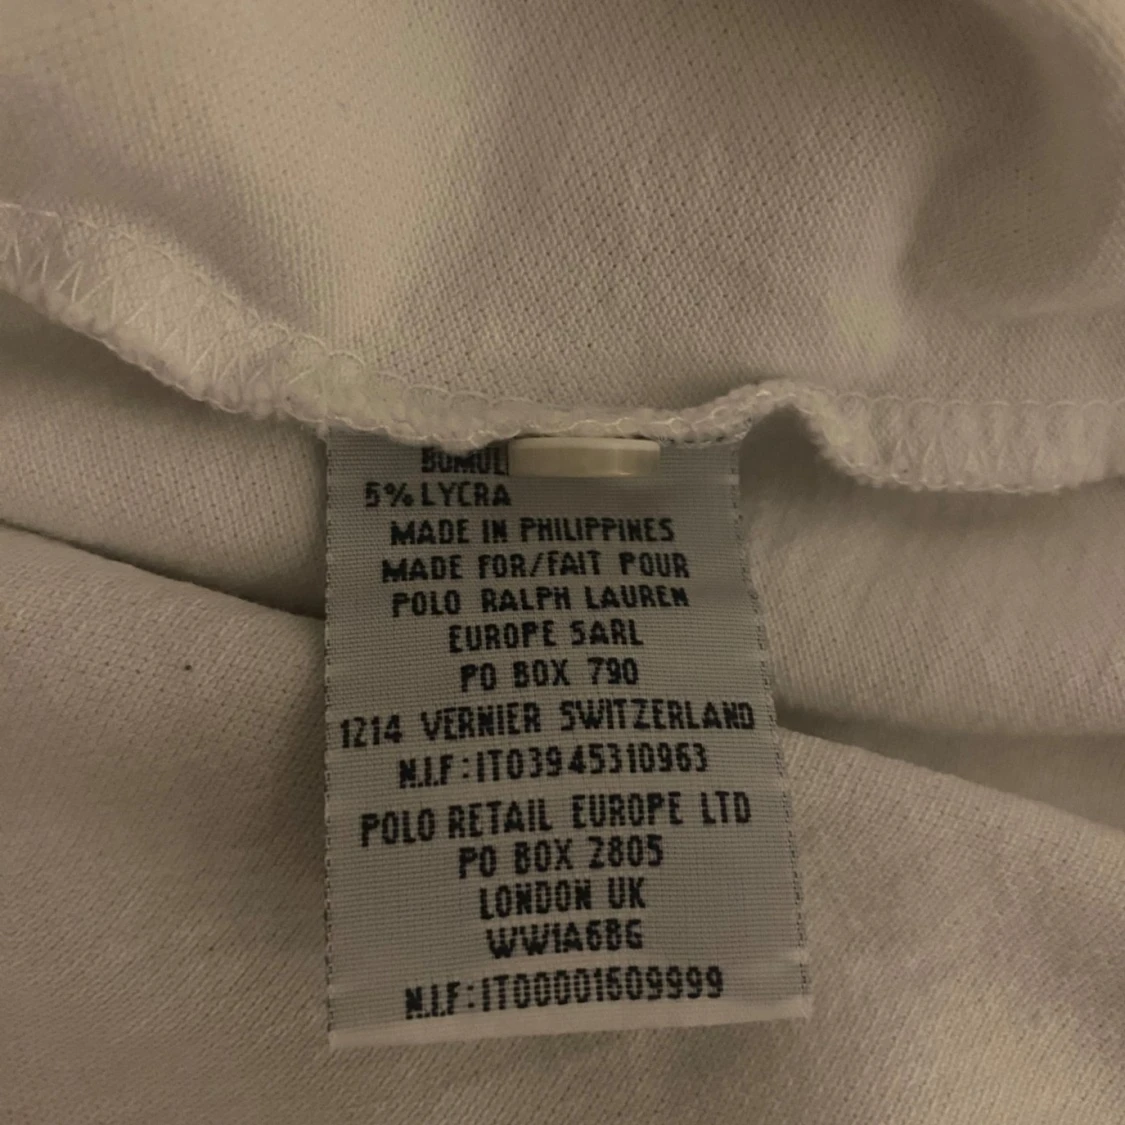 BOMUL
5% LYCRA
MADE IN PHILIPPINES
MADE FOR/FAIT POUR
POLO RALPH LAUREN
EUROPE SARL
PO BOX 790
1214 VERNIER SWITZERLAND
N.I.F:IT03945310963
POLO RETAIL EUROPE LTD
PO BOX 2805
LONDON UK
WW1A6BG
N.I.F:IT00001609999